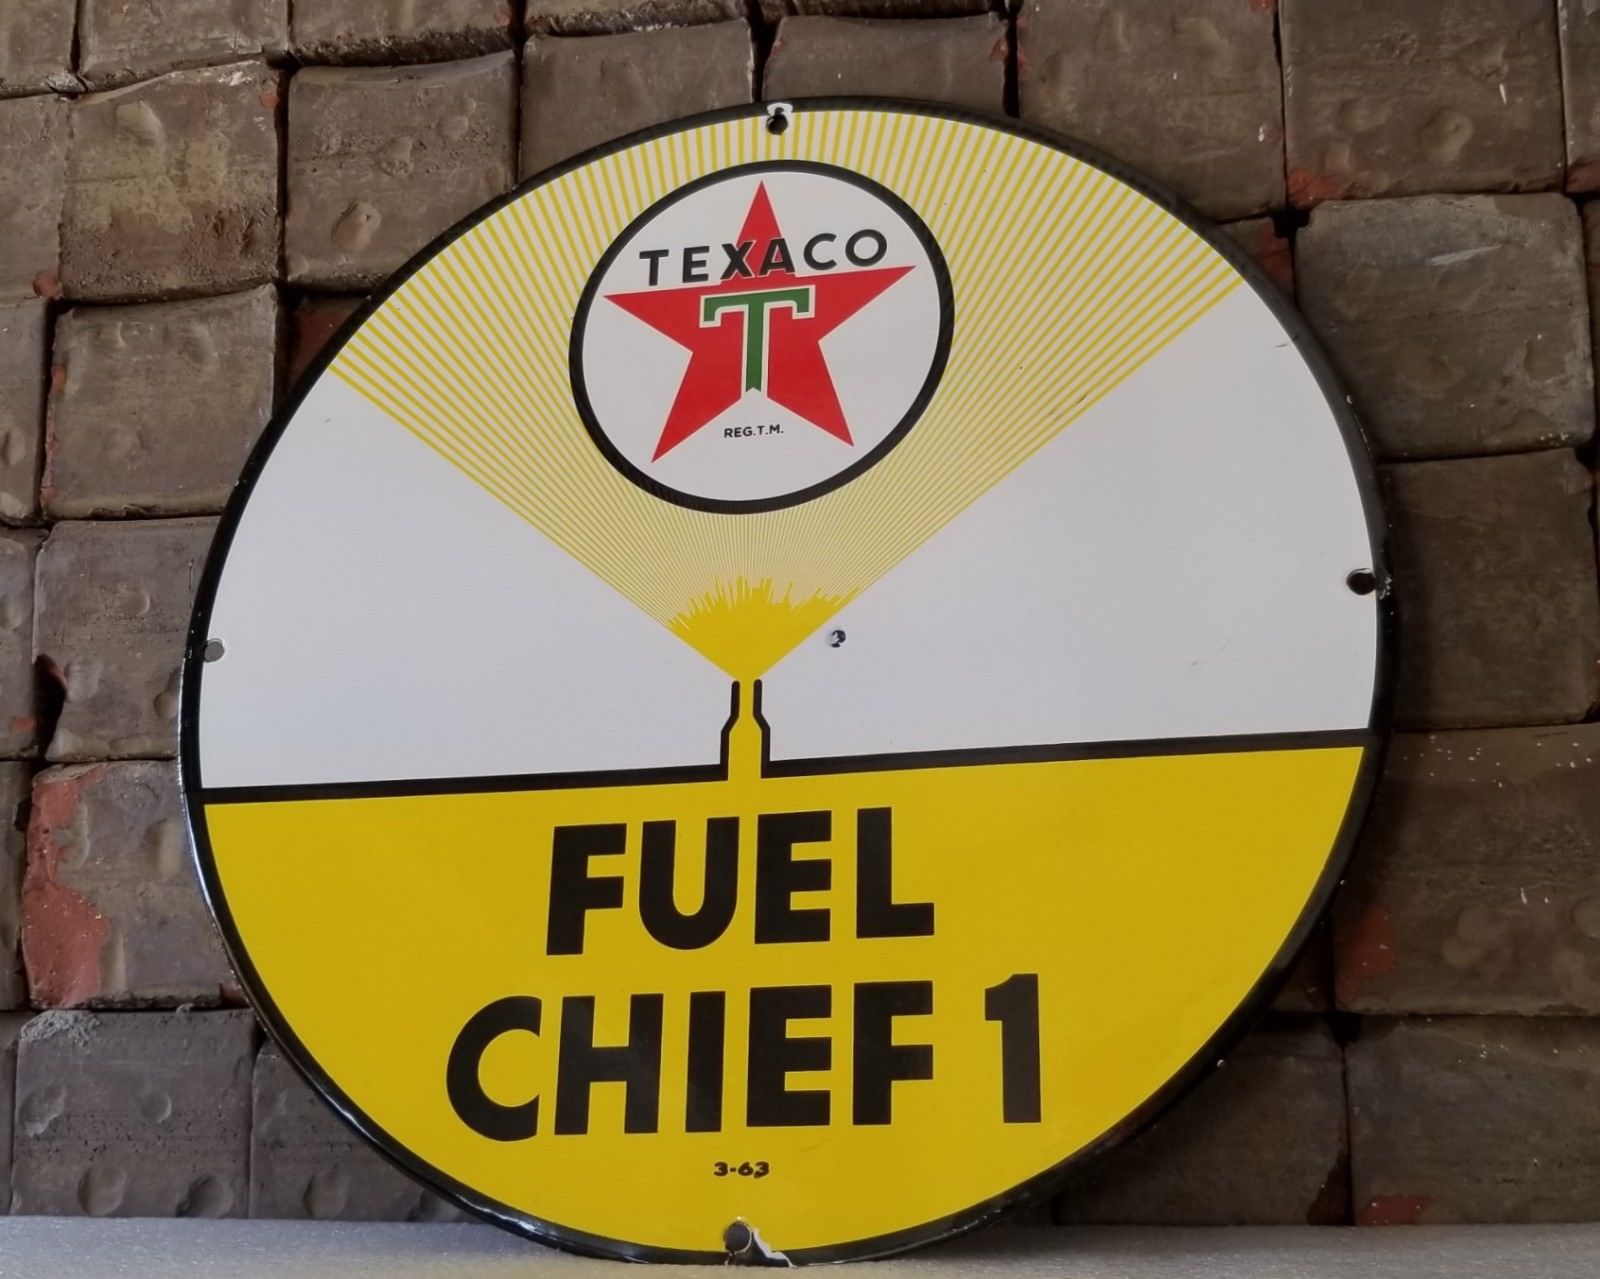 TEXACO
T
REG.T.M.
FUEL
CHIEF 1
3-63